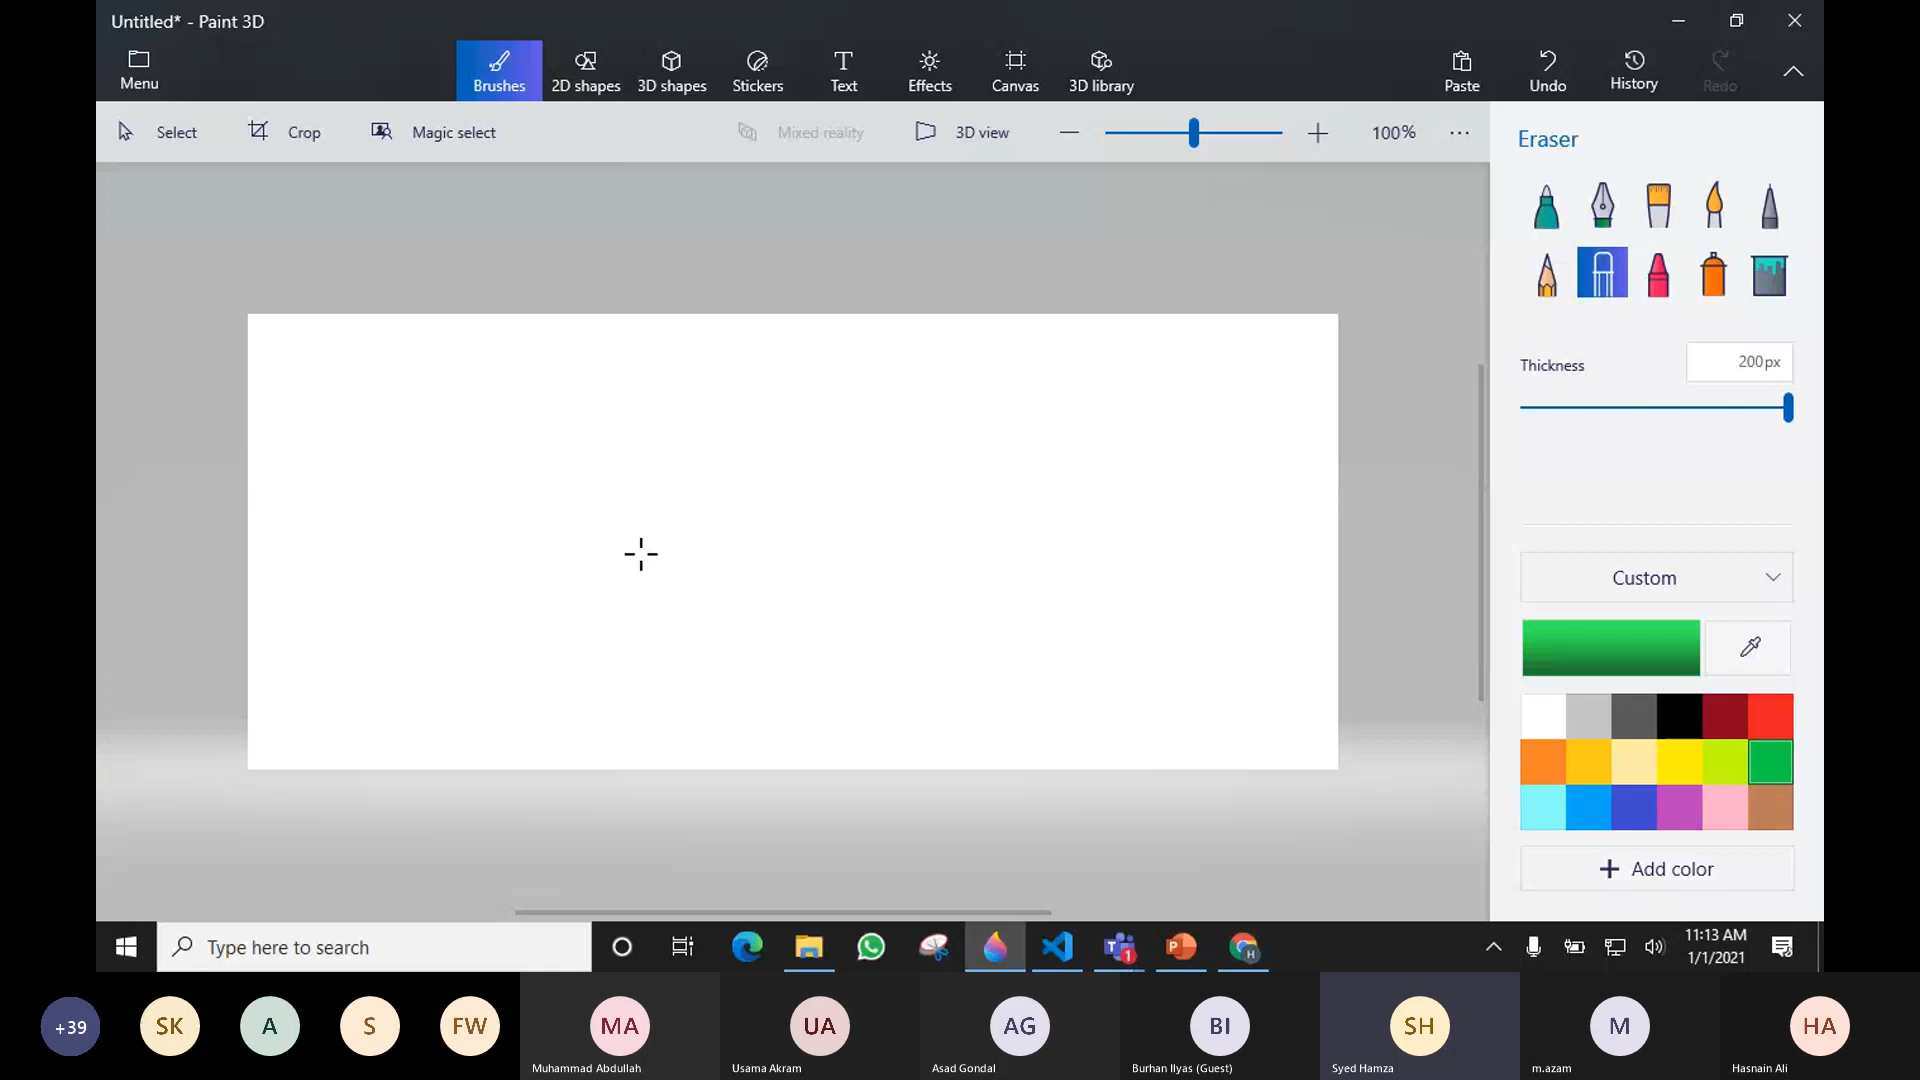 Untitled* - Paint 3D
Menu
Brushes
2D shapes
3D shapes
Stickers
Text
Effects
Canvas
3D library
Paste
Undo
History
Redo
Select
Crop
Magic select
Mixed reality
3D view
100%
Eraser
Thickness
200px
Custom
Add color
Type here to search
1
P
H
11:13 AM
1/1/2021
+39
SK
A
S
FW
MA
Muhammad Abdullah
UA
Usama Akram
AG
Asad Gondal
BI
Burhan Ilyas (Guest)
SH
Syed Hamza
M
m.azam
HA
Hasnain Ali